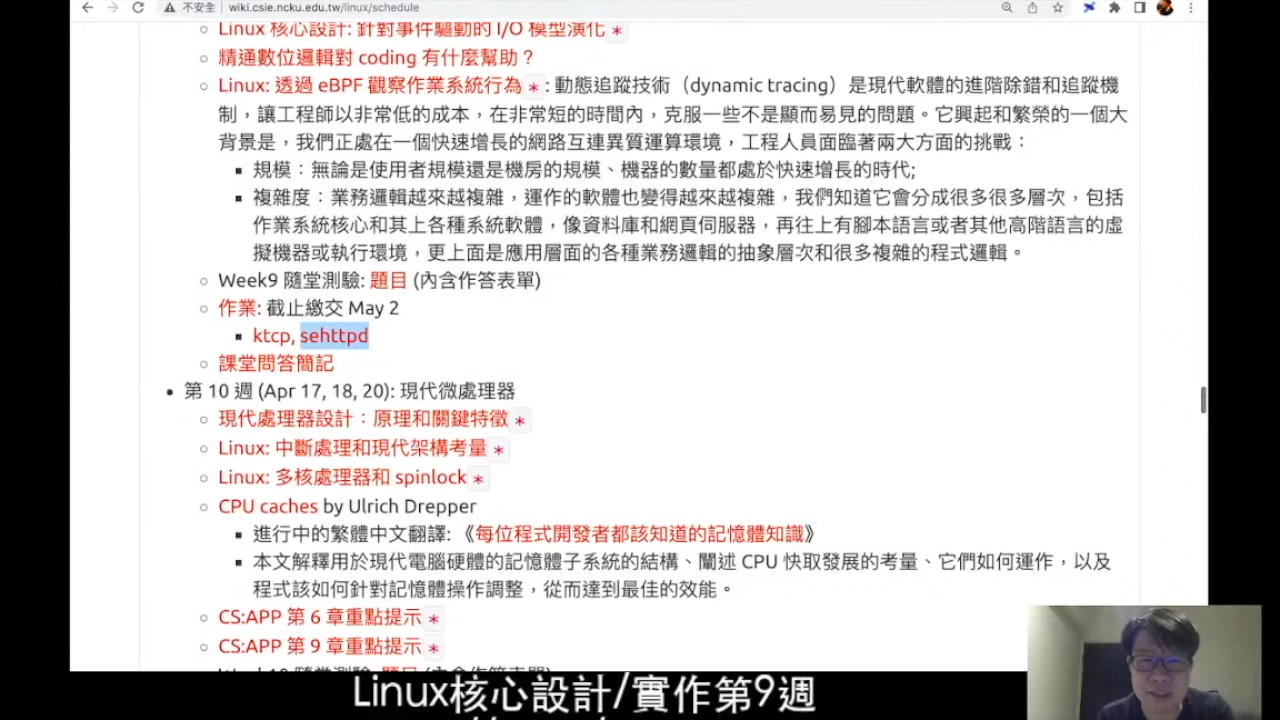 不安全 wiki.csie.ncku.edu.tw/linux/schedule
Linux 核心設計: 針對事件驅動的 I/O 模型演化 *
精通數位邏輯對 coding 有什麼幫助？
Linux: 透過 eBPF 觀察作業系統行為 * : 動態追蹤技術（dynamic tracing）是現代軟體的進階除錯和追蹤機
制，讓工程師以非常低的成本，在非常短的時間內，克服一些不是顯而易見的問題。它興起和繁榮的一個大
背景是，我們正處在一個快速增長的網路互連異質運算環境，工程人員面臨著兩大方面的挑戰：
規模：無論是使用者規模還是機房的規模、機器的數量都處於快速增長的時代;
複雜度：業務邏輯越來越複雜，運作的軟體也變得越來越複雜，我們知道它會分成很多很多層次，包括
作業系統核心和其上各種系統軟體，像資料庫和網頁伺服器，再往上有腳本語言或者其他高階語言的虛
擬機器或執行環境，更上面是應用層面的各種業務邏輯的抽象層次和很多複雜的程式邏輯。
Week9 隨堂測驗: 題目 (內含作答表單)
作業: 截止繳交 May 2
ktcp, sehttpd
課堂問答簡記
第 10 週 (Apr 17, 18, 20): 現代微處理器
現代處理器設計：原理和關鍵特徵 *
Linux: 中斷處理和現代架構考量 *
Linux: 多核處理器和 spinlock *
CPU caches by Ulrich Drepper
進行中的繁體中文翻譯: 《每位程式開發者都該知道的記憶體知識》
本文解釋用於現代電腦硬體的記憶體子系統的結構、闡述 CPU 快取發展的考量、它們如何運作，以及
程式該如何針對記憶體操作調整，從而達到最佳的效能。
CS:APP 第 6 章重點提示 *
CS:APP 第 9 章重點提示 *
Linux核心設計/實作第9週